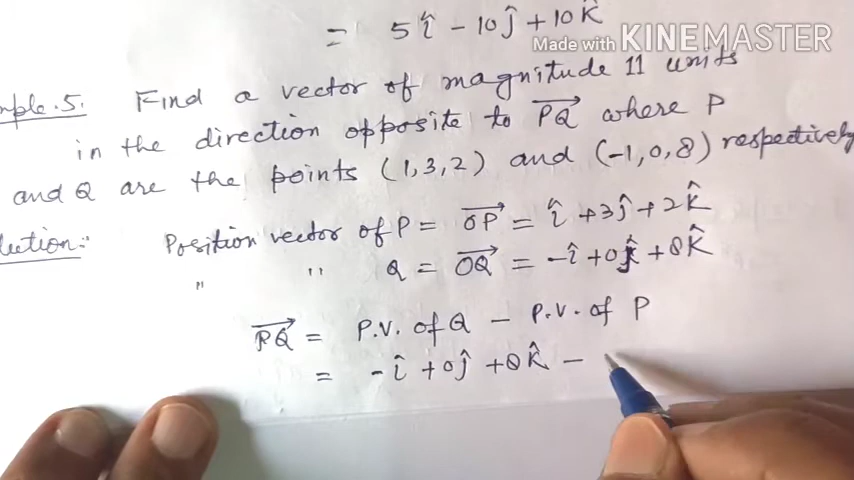 = 5î - 10ĵ + 10k̂
Made with KINEMASTER
mple.5. Find a vector of magnitude 11 units
in the direction opposite to PQ⃗ where P
and Q are the points (1,3,2) and (-1,0,8) respectively
lution:- Position vector of P = OP⃗ = î + 3ĵ + 2k̂
" " Q = OQ⃗ = -î + 0ĵ + 8k̂
PQ⃗ = P.V. of Q - P.V. of P
= -î + 0ĵ + 8k̂ -